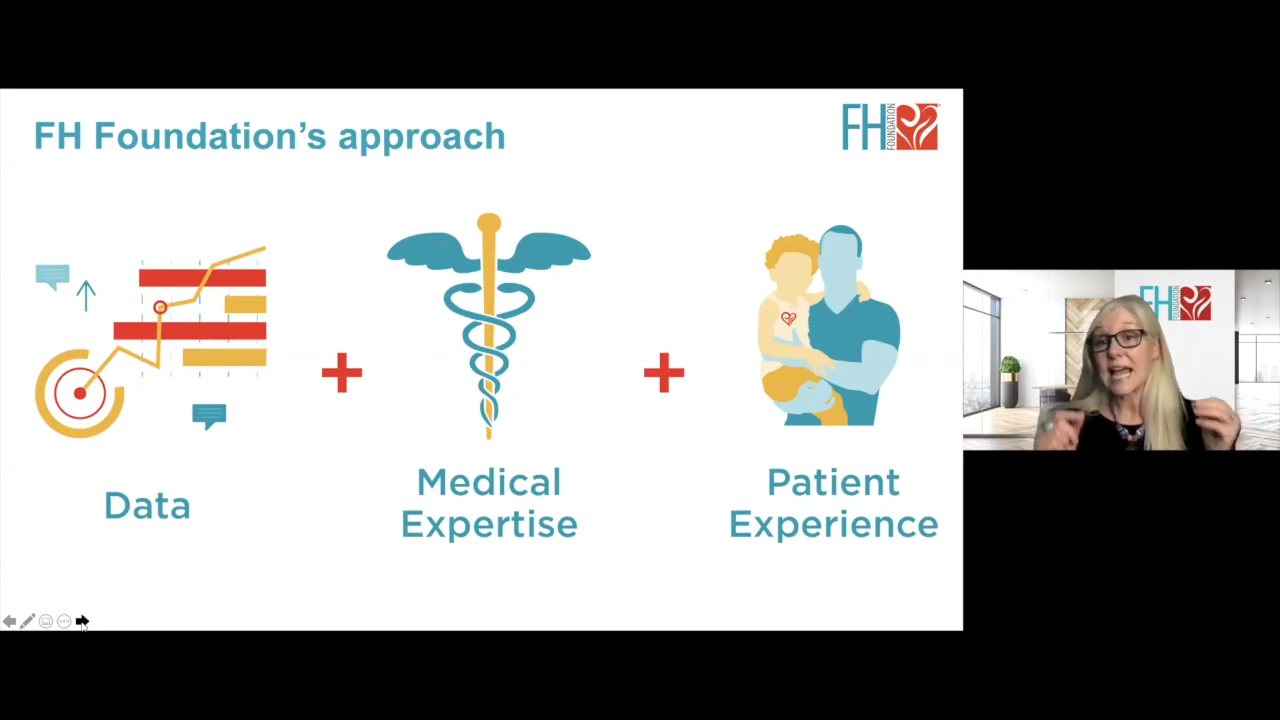 FH Foundation's approach
FH
FOUNDATION
Data
Medical
Expertise
Patient
Experience
FH